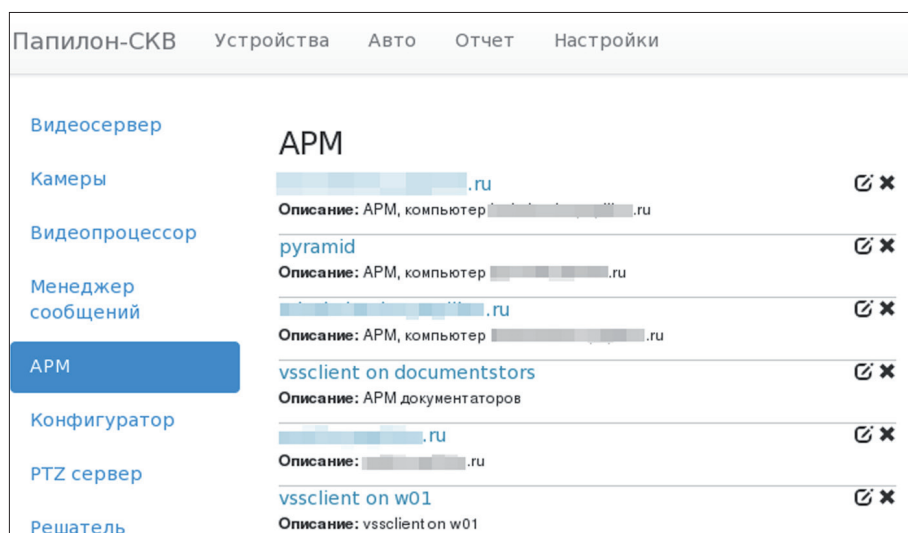 Папилон-СКВ Устройства Авто Отчет Настройки
Видеосервер
Камеры
Видеопроцессор
Менеджер
сообщений
АРМ
Конфигуратор
PTZ сервер
Решатель
АРМ
.ru
Описание: АРМ, компьютер .ru
pyramid
Описание: АРМ, компьютер .ru
.ru
Описание: АРМ, компьютер .ru
vssclient on documentstors
Описание: АРМ документаторов
.ru
Описание: .ru
vssclient on w01
Описание: vssclient on w01